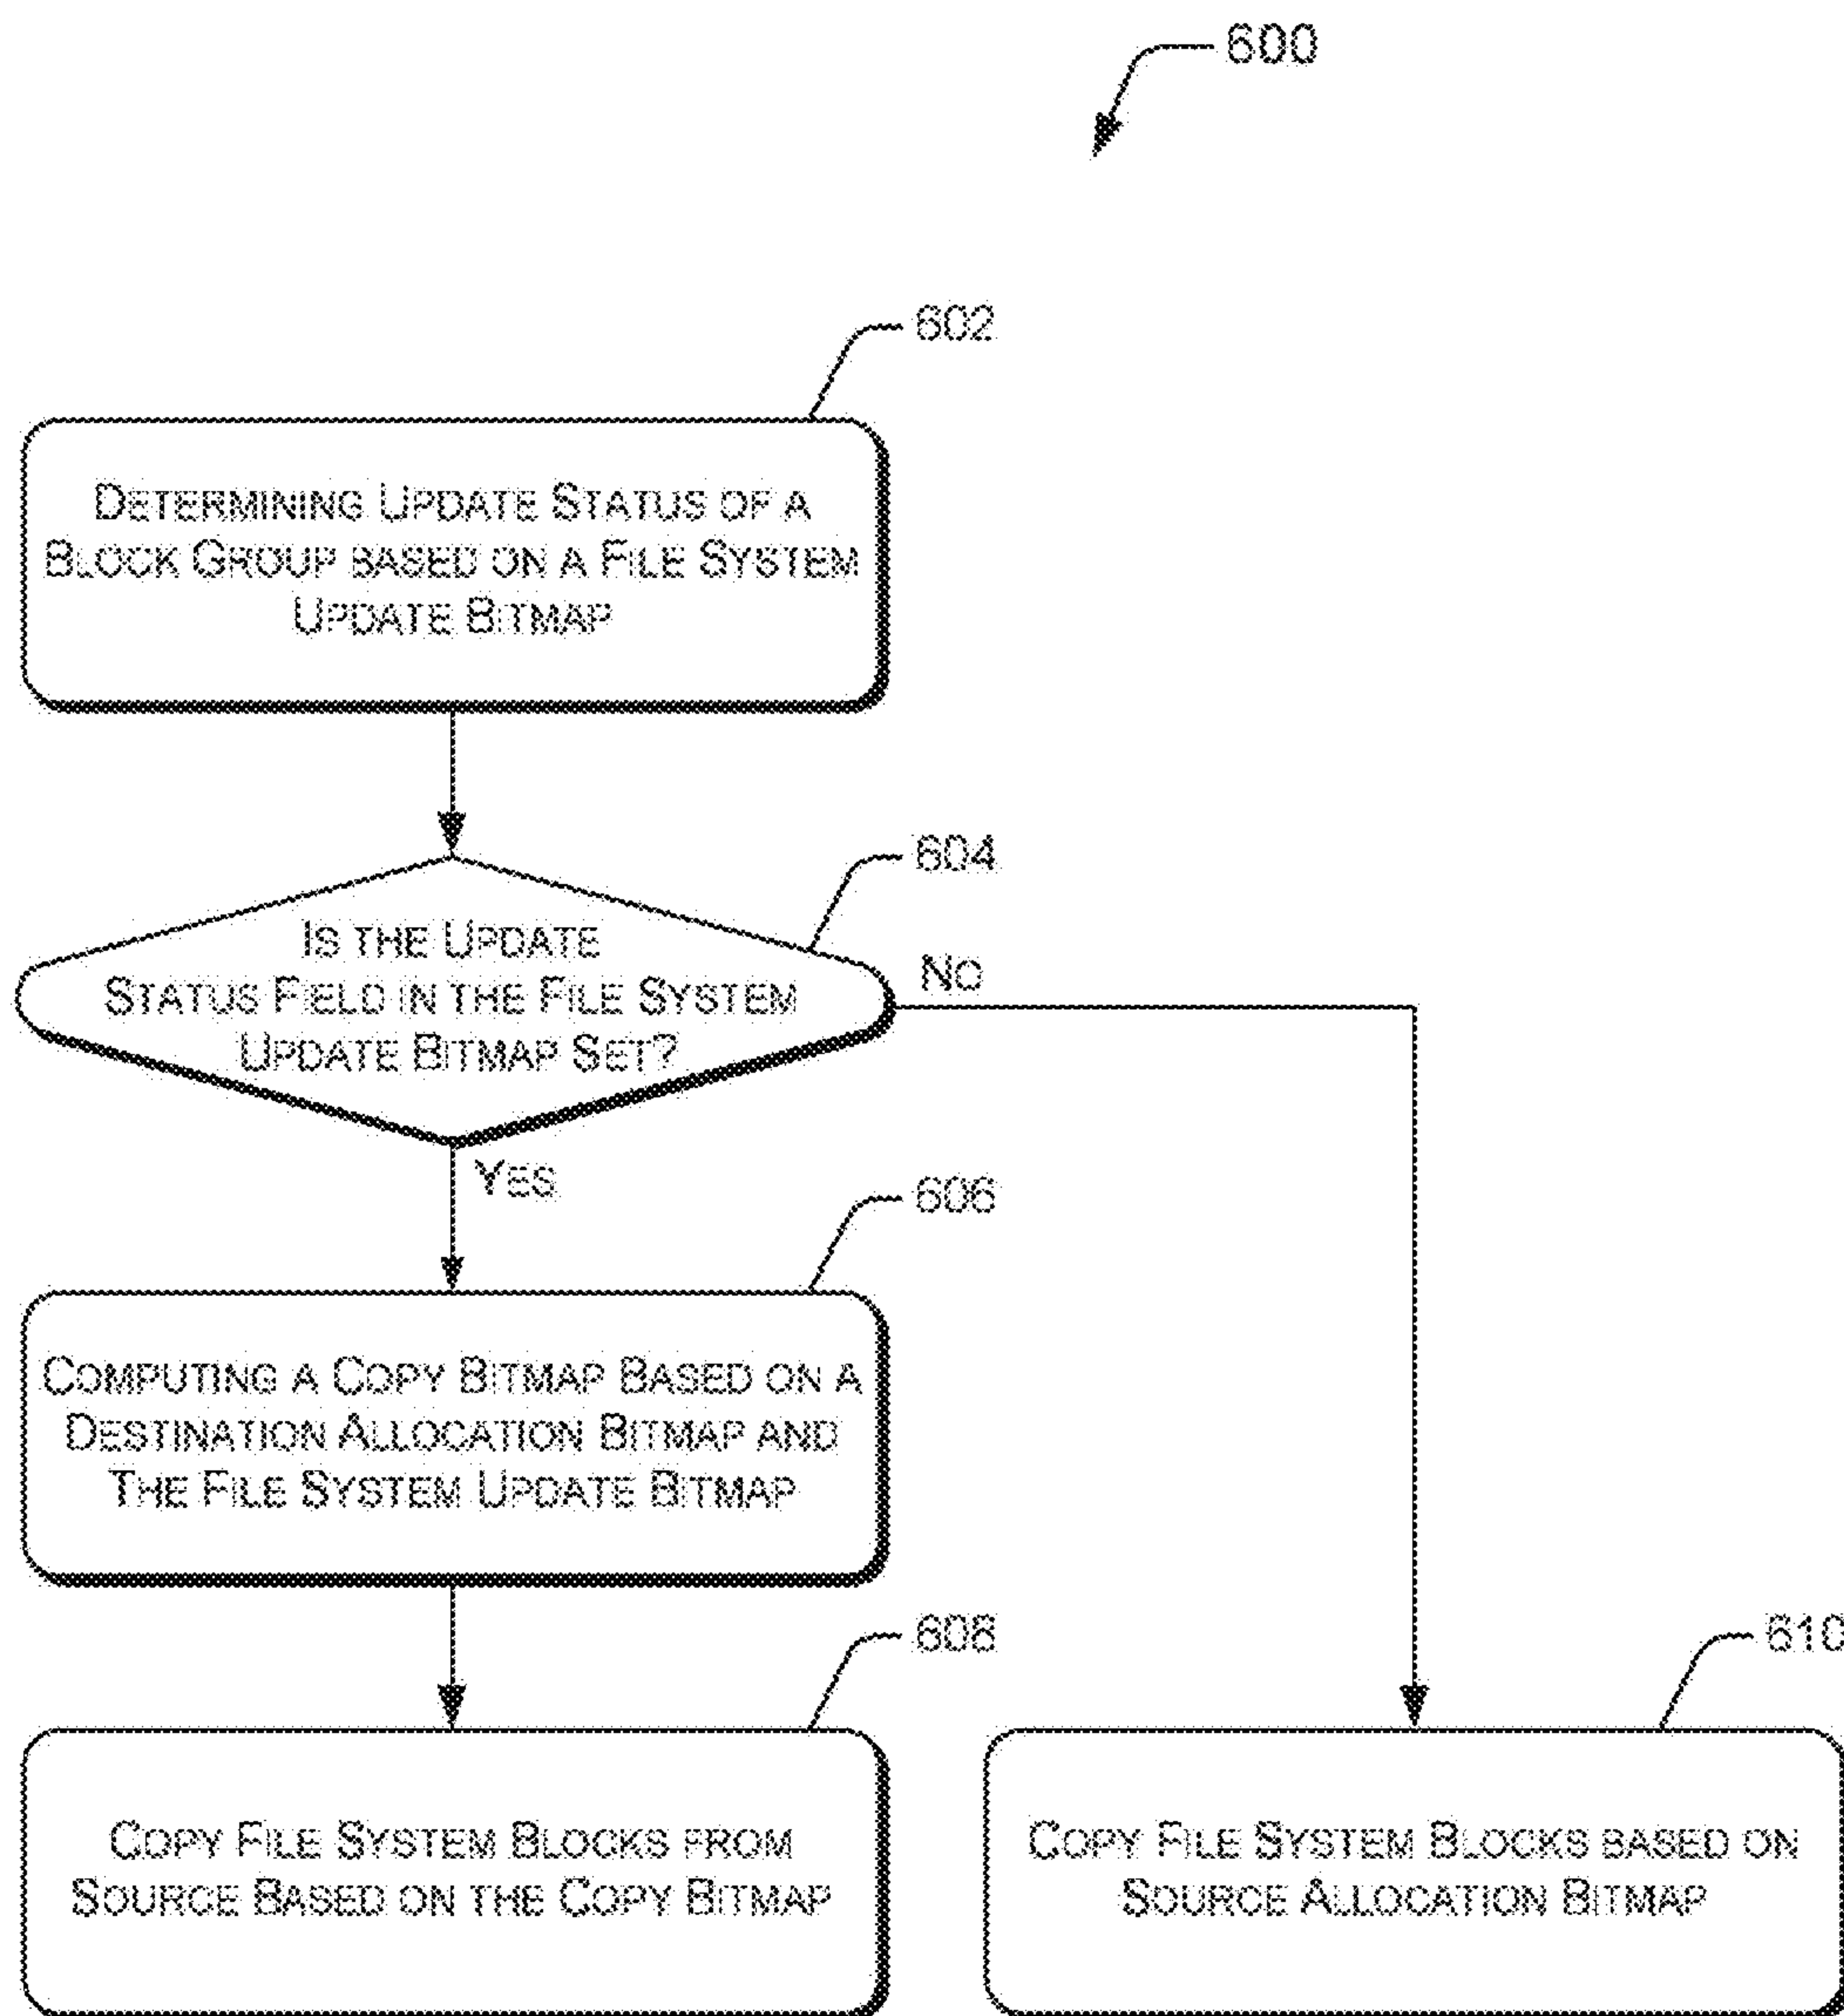 600
602
DETERMINING UPDATE STATUS OF A
BLOCK GROUP BASED ON A FILE SYSTEM
UPDATE BITMAP
604
IS THE UPDATE
STATUS FIELD IN THE FILE SYSTEM
UPDATE BITMAP SET?
NO
YES
606
COMPUTING A COPY BITMAP BASED ON A
DESTINATION ALLOCATION BITMAP AND
THE FILE SYSTEM UPDATE BITMAP
608
610
COPY FILE SYSTEM BLOCKS FROM
SOURCE BASED ON THE COPY BITMAP
COPY FILE SYSTEM BLOCKS BASED ON
SOURCE ALLOCATION BITMAP